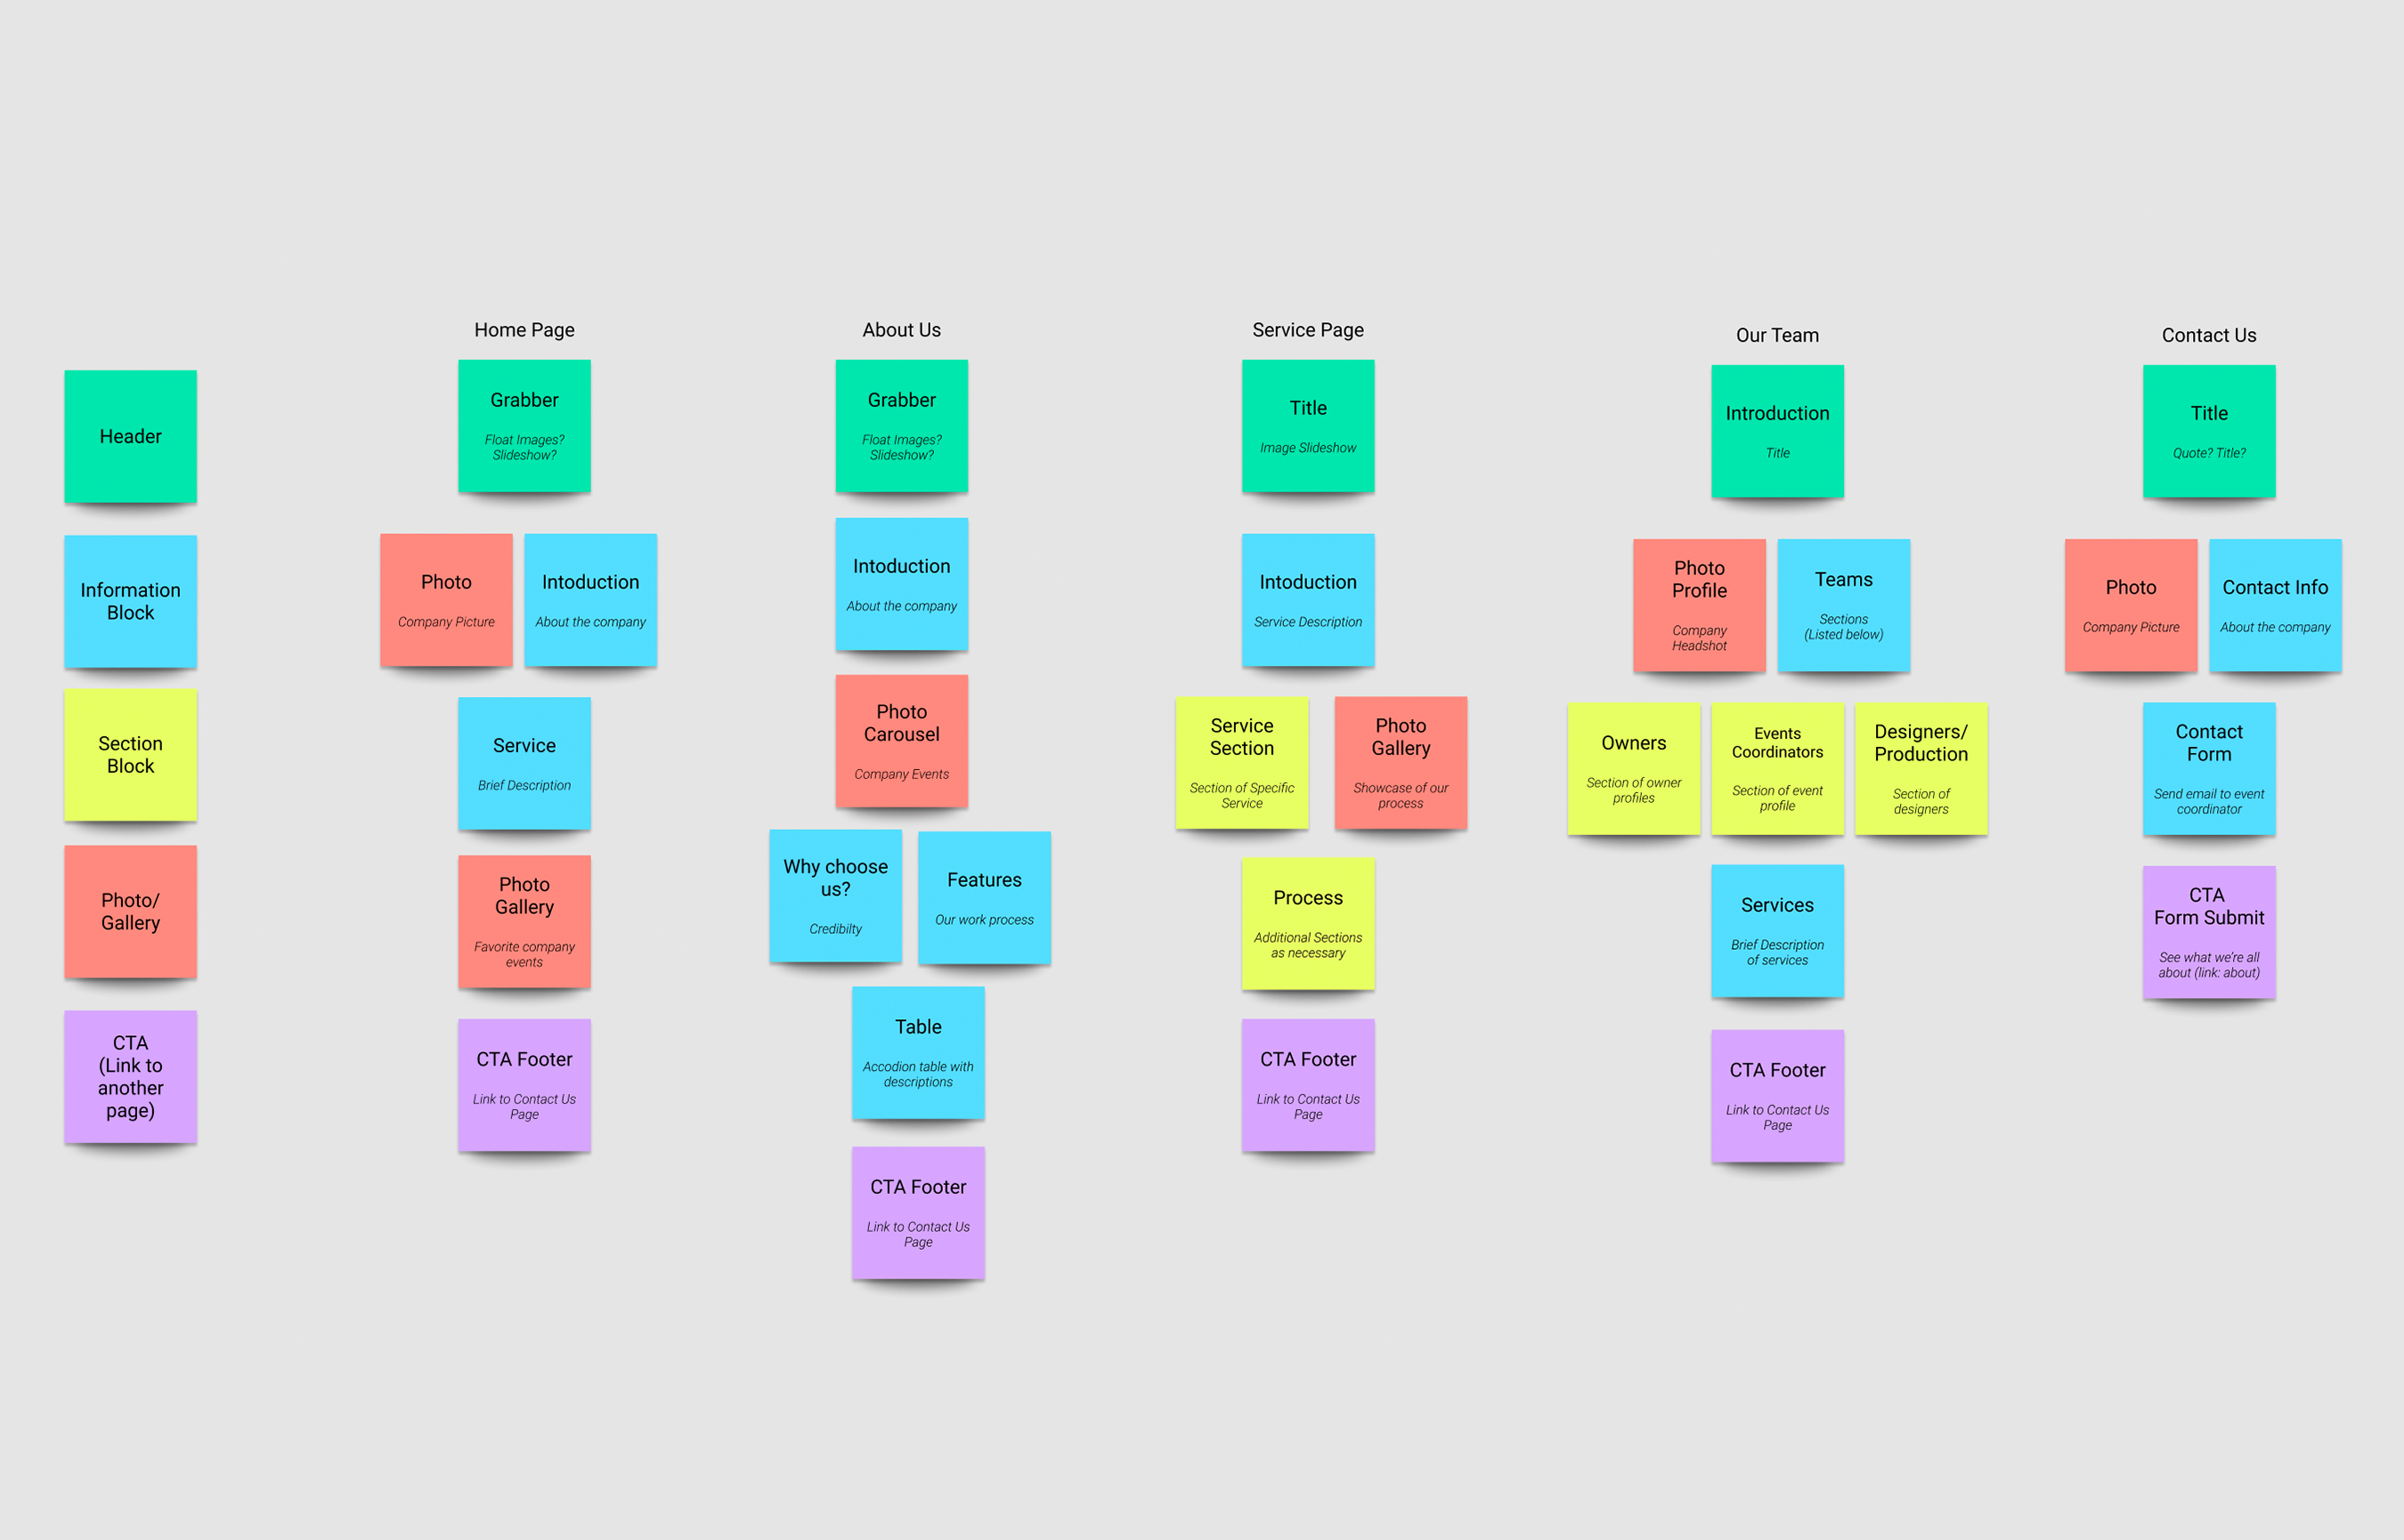 Header
Information
Block
Section
Block
Photo/
Gallery
CTA
(Link to
another
page)
Home Page
Grabber
Float Images?
Slideshow?
Photo
Company Picture
Intoduction
About the company
Service
Brief Description
Photo
Gallery
Favorite company
events
CTA Footer
Link to Contact Us
Page
About Us
Grabber
Float Images?
Slideshow?
Intoduction
About the company
Photo
Carousel
Company Events
Why choose
us?
Credibilty
Features
Our work process
Table
Accodion table with
descriptions
CTA Footer
Link to Contact Us
Page
Service Page
Title
Image Slideshow
Intoduction
Service Description
Service
Section
Section of Specific
Service
Photo
Gallery
Showcase of our
process
Process
Additional Sections
as necessary
CTA Footer
Link to Contact Us
Page
Our Team
Introduction
Title
Photo
Profile
Company
Headshot
Teams
Sections
(Listed below)
Owners
Section of owner
profiles
Events
Coordinators
Section of event
profile
Designers/
Production
Section of
designers
Services
Brief Description
of services
CTA Footer
Link to Contact Us
Page
Contact Us
Title
Quote? Title?
Photo
Company Picture
Contact Info
About the company
Contact
Form
Send email to event
coordinator
CTA
Form Submit
See what we're all
about (link: about)